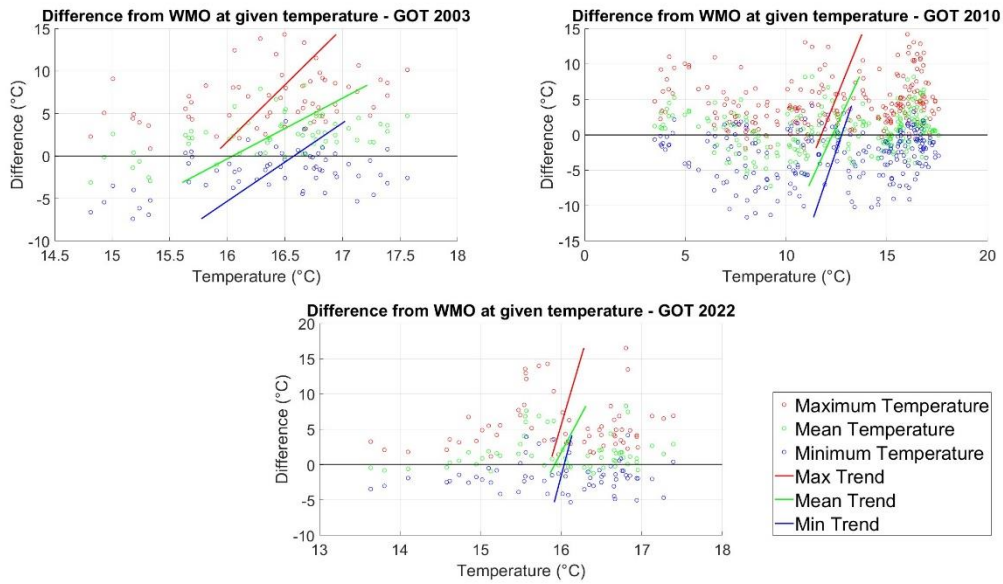 Difference from WMO at given temperature - GOT 2003
15
10
5
0
-5
-10
Difference (°C)
14.5 15 15.5 16 16.5 17 17.5 18
Temperature (°C)
Difference from WMO at given temperature - GOT 2010
15
10
5
0
-5
-10
-15
Difference (°C)
0 5 10 15 20
Temperature (°C)
Difference from WMO at given temperature - GOT 2022
20
15
10
5
0
-5
-10
Difference (°C)
13 14 15 16 17 18
Temperature (°C)
Maximum Temperature
Mean Temperature
Minimum Temperature
Max Trend
Mean Trend
Min Trend